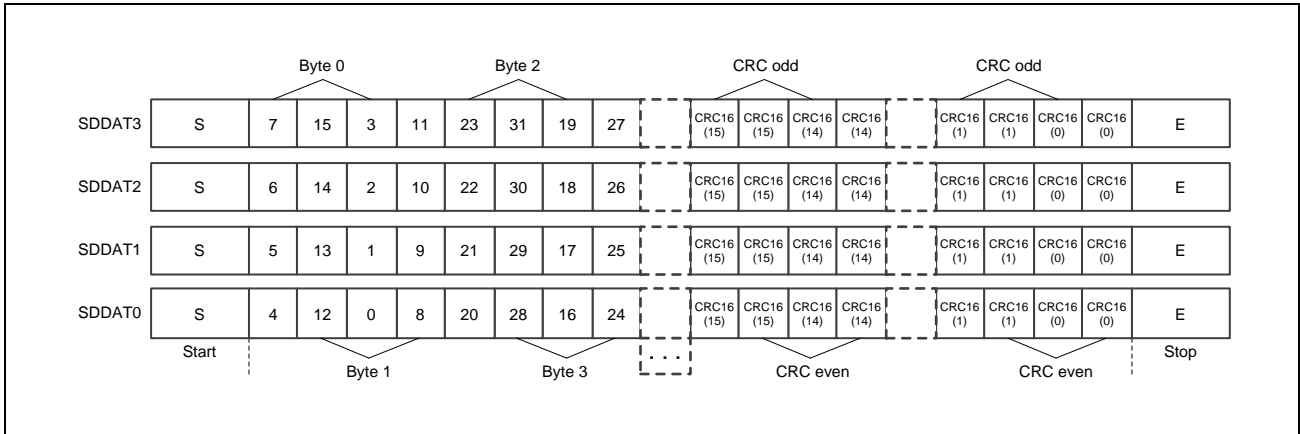 Byte 0 Byte 2 CRC odd CRC odd
SDDAT3 S 7 15 3 11 23 31 19 27 CRC16 (15) CRC16 (15) CRC16 (14) CRC16 (14) CRC16 (1) CRC16 (1) CRC16 (0) CRC16 (0) E
SDDAT2 S 6 14 2 10 22 30 18 26 CRC16 (15) CRC16 (15) CRC16 (14) CRC16 (14) CRC16 (1) CRC16 (1) CRC16 (0) CRC16 (0) E
SDDAT1 S 5 13 1 9 21 29 17 25 CRC16 (15) CRC16 (15) CRC16 (14) CRC16 (14) CRC16 (1) CRC16 (1) CRC16 (0) CRC16 (0) E
SDDAT0 S 4 12 0 8 20 28 16 24 CRC16 (15) CRC16 (15) CRC16 (14) CRC16 (14) CRC16 (1) CRC16 (1) CRC16 (0) CRC16 (0) E
Start . . . Stop
Byte 1 Byte 3 CRC even CRC even